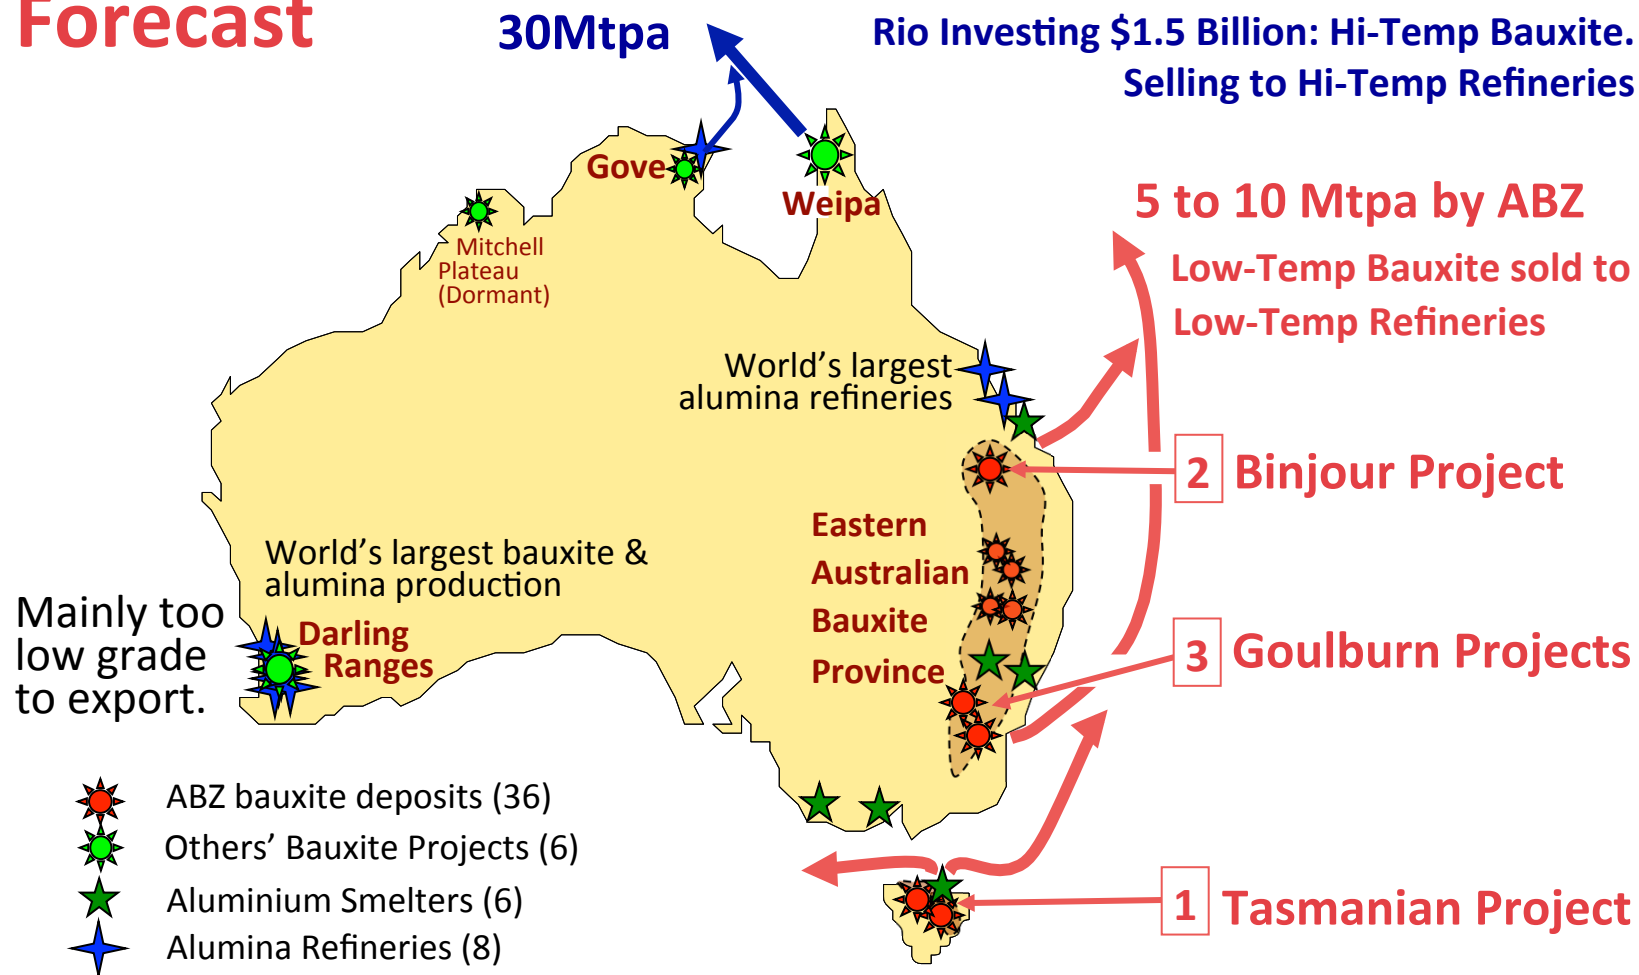 Forecast
30Mtpa
Rio Investing $1.5 Billion: Hi-Temp Bauxite.
Selling to Hi-Temp Refineries
Gove
Weipa
5 to 10 Mtpa by ABZ
Mitchell
Plateau
(Dormant)
Low-Temp Bauxite sold to
Low-Temp Refineries
World’s largest
alumina refineries
2 Binjour Project
Eastern
Australian
Bauxite
Province
World’s largest bauxite &
alumina production
Mainly too
low grade
to export.
Darling
Ranges
3 Goulburn Projects
ABZ bauxite deposits (36)
Others’ Bauxite Projects (6)
Aluminium Smelters (6)
Alumina Refineries (8)
1 Tasmanian Project